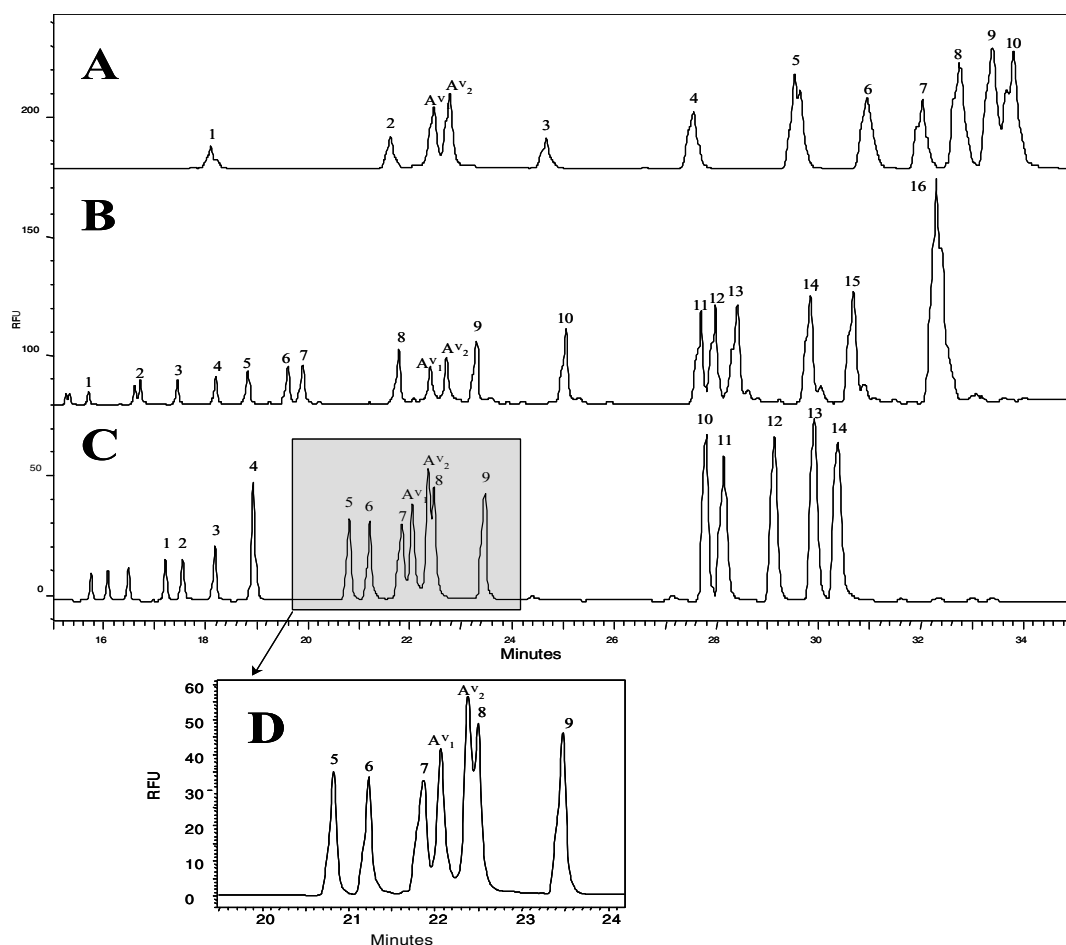 A
1 2 Aⱽ Aⱽ₂ 3 4 5 6 7 8 9 10
200
B
1 2 3 4 5 6 7 8 Aⱽ₁ Aⱽ₂ 9 10 11 12 13 14 15 16
150
RFU
100
C
1 2 3 4 5 6 7 Aⱽ₁ Aⱽ₂ 8 9 10 11 12 13 14
50
0
16 18 20 22 24 26 28 30 32 34
Minutes
D
5 6 7 Aⱽ₁ Aⱽ₂ 8 9
60
50
40
30
20
10
0
RFU
20 21 22 23 24
Minutes